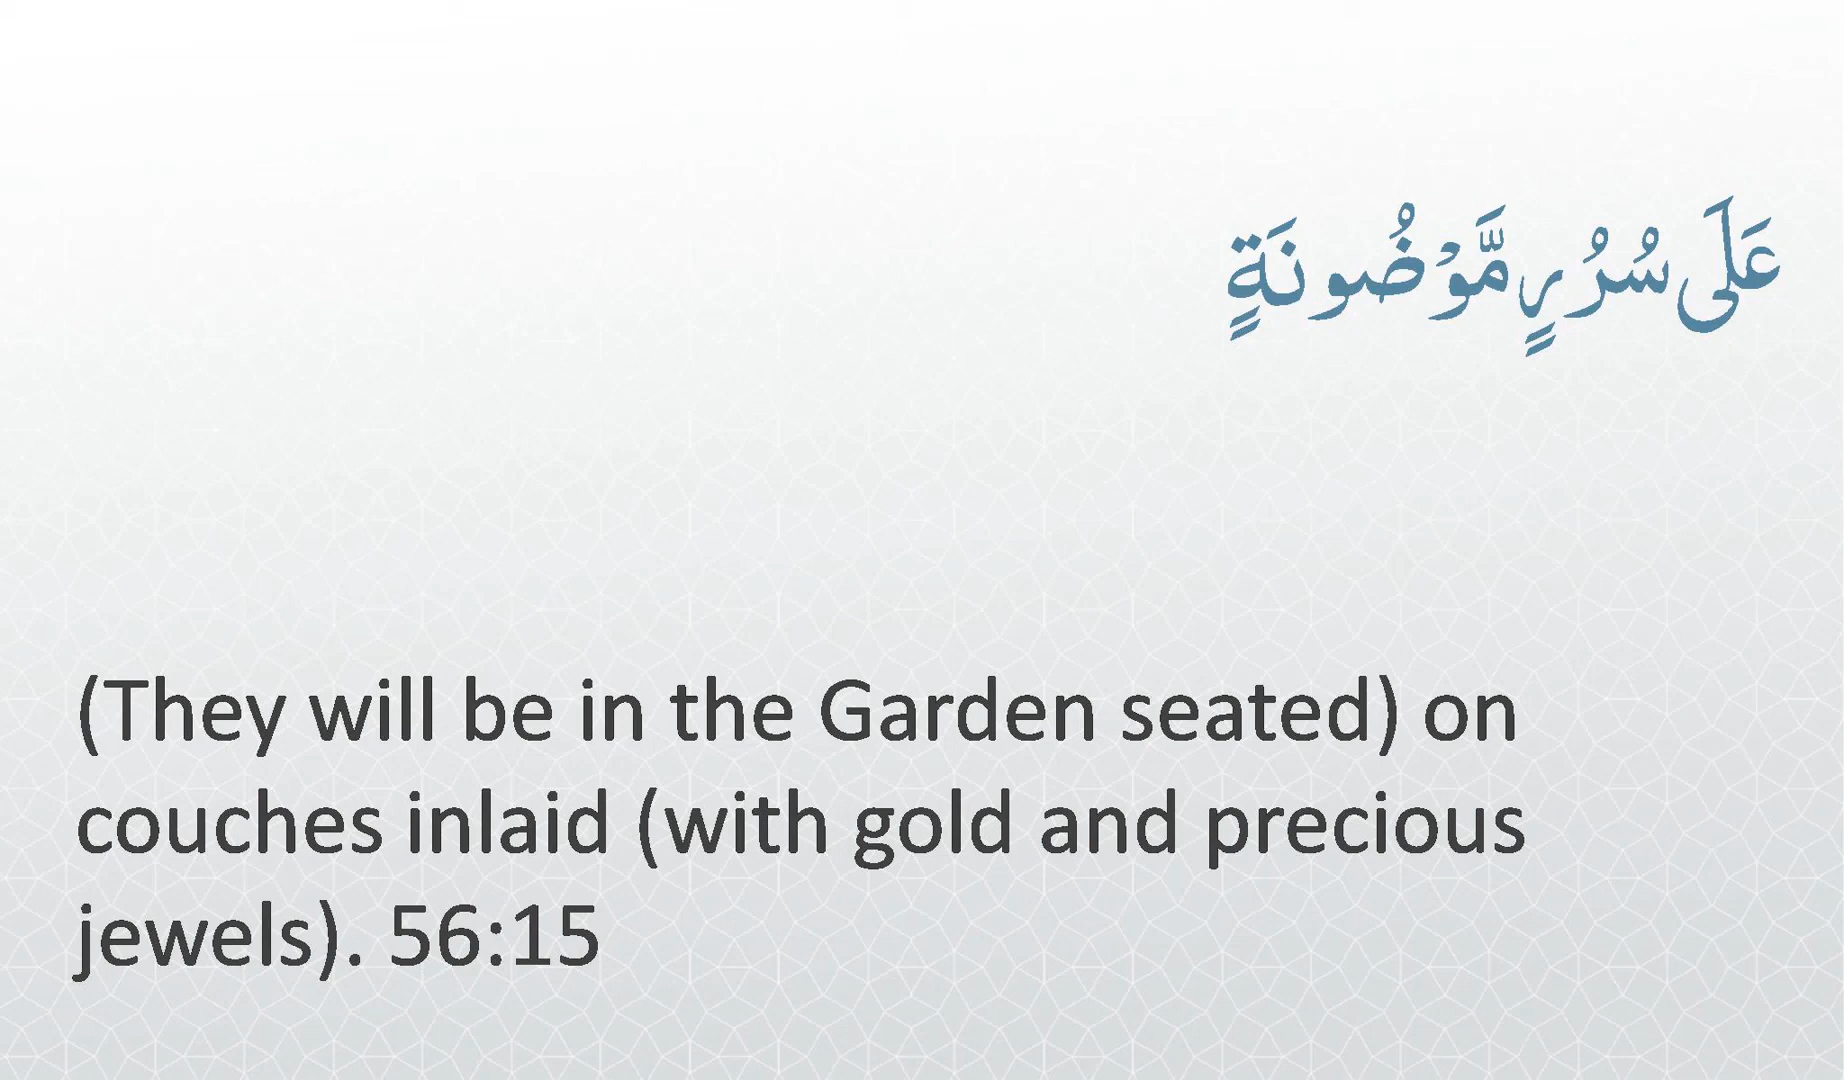 عَلَى سُرُرٍ مَّوْضُونَةٍ
(They will be in the Garden seated) on
couches inlaid (with gold and precious
jewels). 56:15